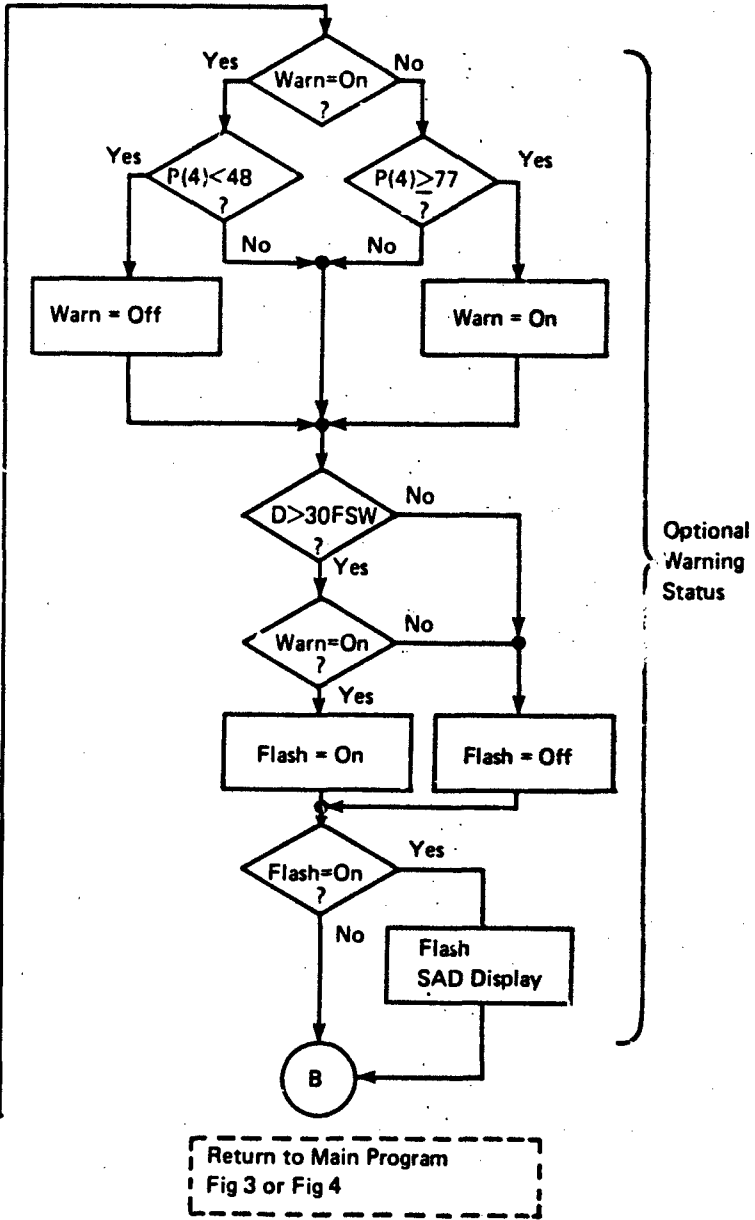 Warn=On
?
Yes
No
P(4)<48
?
Yes
No
P(4)≥77
?
Yes
No
Warn = Off
Warn = On
D>30FSW
?
No
Yes
Warn=On
?
No
Yes
Flash = On
Flash = Off
Flash=On
?
Yes
No
Flash
SAD Display
B
Optional
Warning
Status
Return to Main Program
Fig 3 or Fig 4